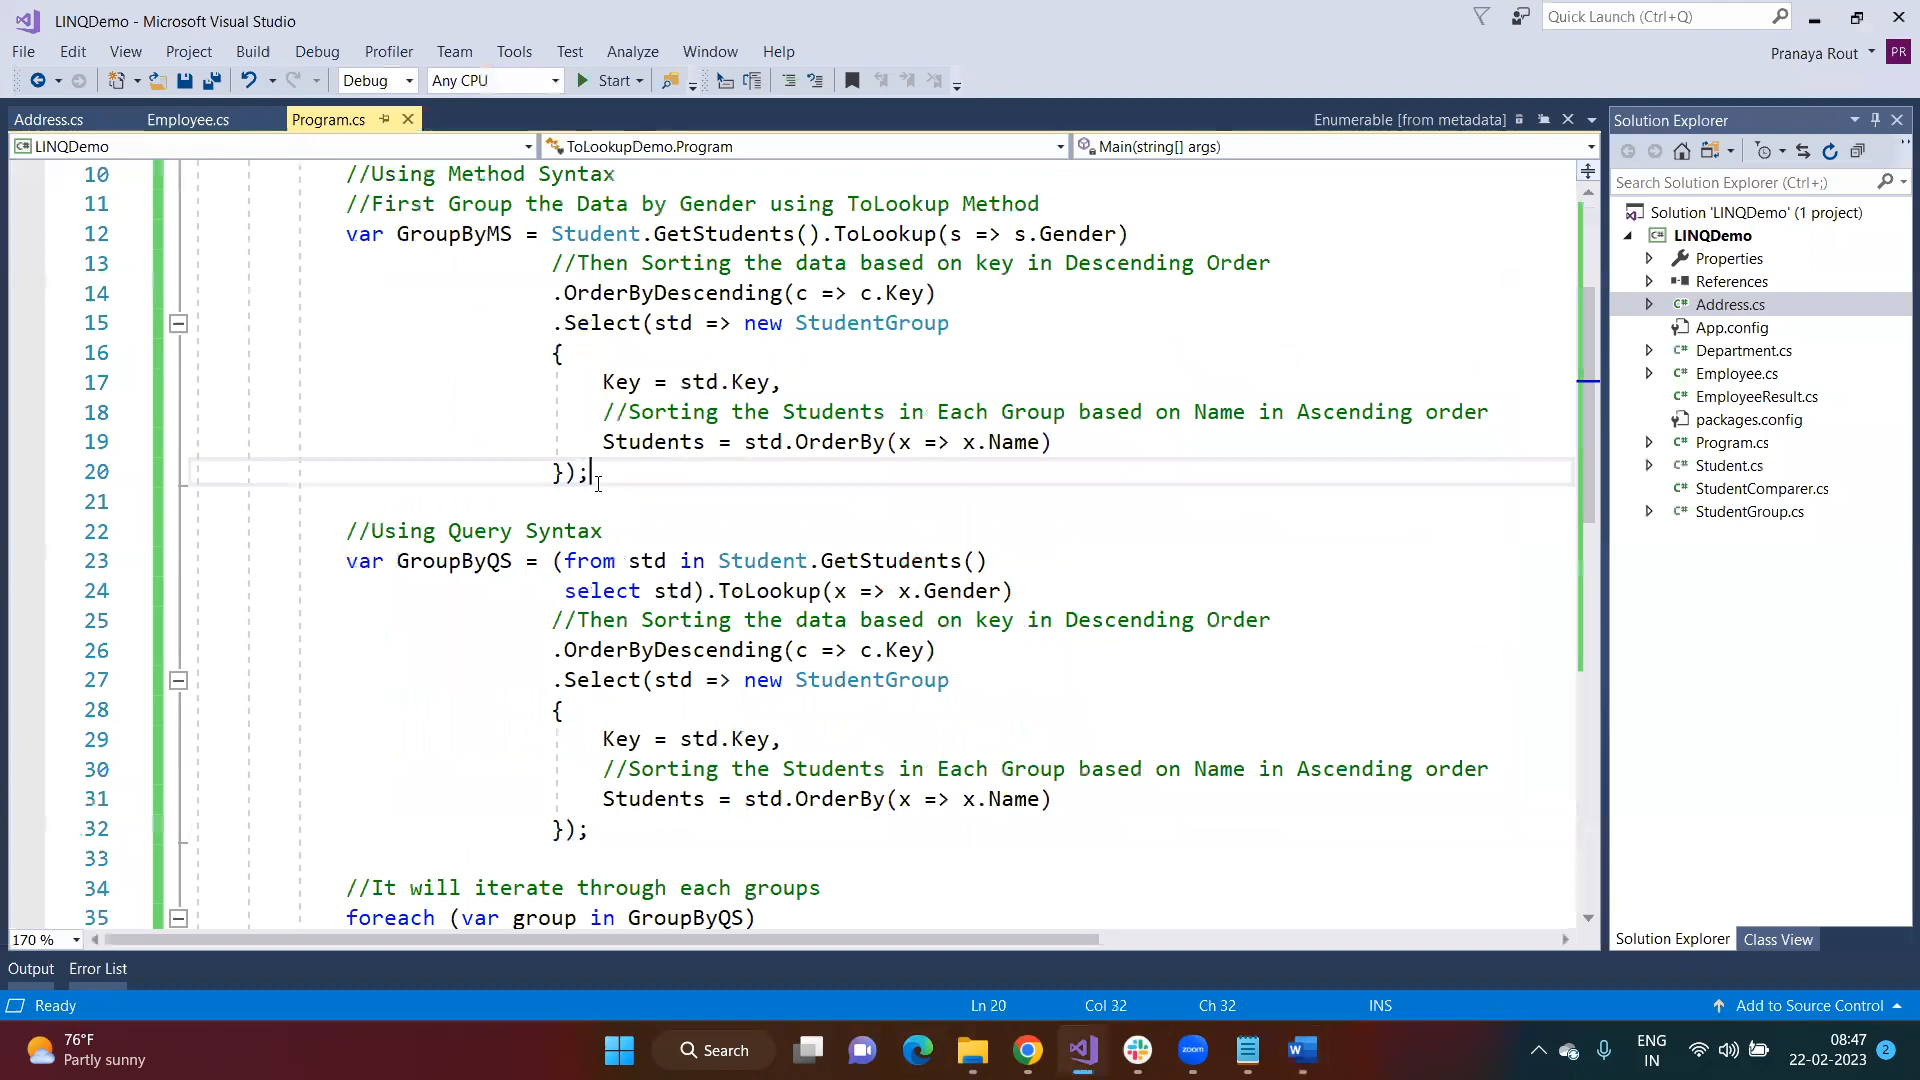 LINQDemo - Microsoft Visual Studio
Quick Launch (Ctrl+Q)
File Edit View Project Build Debug Profiler Team Tools Test Analyze Window Help
Pranaya Rout PR
Debug Any CPU Start
Address.cs Employee.cs Program.cs Enumerable [from metadata]
LINQDemo ToLookupDemo.Program Main(string[] args)
10 //Using Method Syntax
11 //First Group the Data by Gender using ToLookup Method
12 var GroupByMS = Student.GetStudents().ToLookup(s => s.Gender)
13 //Then Sorting the data based on key in Descending Order
14 .OrderByDescending(c => c.Key)
15 .Select(std => new StudentGroup
16 {
17 Key = std.Key,
18 //Sorting the Students in Each Group based on Name in Ascending order
19 Students = std.OrderBy(x => x.Name)
20 });
21
22 //Using Query Syntax
23 var GroupByQS = (from std in Student.GetStudents()
24 select std).ToLookup(x => x.Gender)
25 //Then Sorting the data based on key in Descending Order
26 .OrderByDescending(c => c.Key)
27 .Select(std => new StudentGroup
28 {
29 Key = std.Key,
30 //Sorting the Students in Each Group based on Name in Ascending order
31 Students = std.OrderBy(x => x.Name)
32 });
33
34 //It will iterate through each groups
35 foreach (var group in GroupByQS)
170 %
Solution Explorer
Search Solution Explorer (Ctrl+;)
Solution 'LINQDemo' (1 project)
C# LINQDemo
Properties
References
C# Address.cs
App.config
C# Department.cs
C# Employee.cs
C# EmployeeResult.cs
packages.config
C# Program.cs
C# Student.cs
C# StudentComparer.cs
C# StudentGroup.cs
Solution Explorer Class View
Output Error List
Ready Ln 20 Col 32 Ch 32 INS Add to Source Control
76°F
Partly sunny
Search
zoom
ENG
IN
08:47
22-02-2023
2